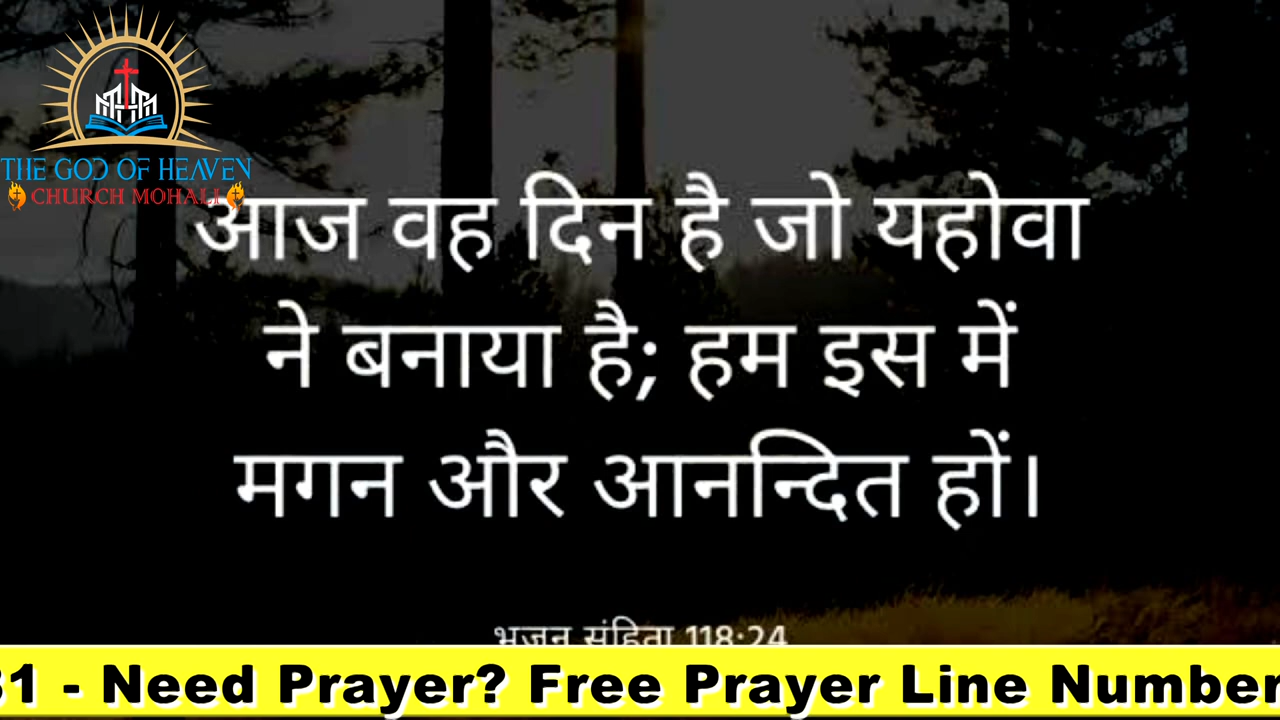 THE GOD OF HEAVEN
CHURCH MOHALI
आज वह दिन है जो यहोवा
ने बनाया है; हम इस में
मगन और आनन्दित हों।
भजन संहिता 118:24
31 - Need Prayer? Free Prayer Line Number